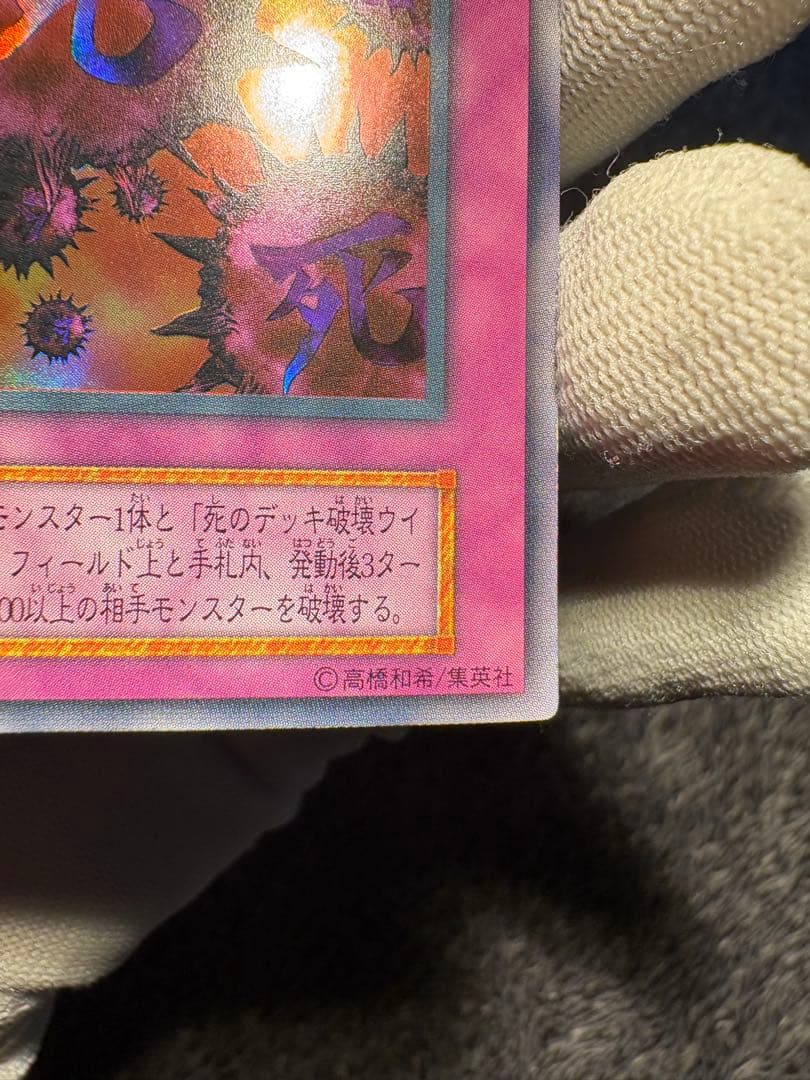 死
死
モンスター1体と「死のデッキ破壊ウイ
フィールド上と手札内、発動後3ター
00以上の相手モンスターを破壊する。
©高橋和希/集英社